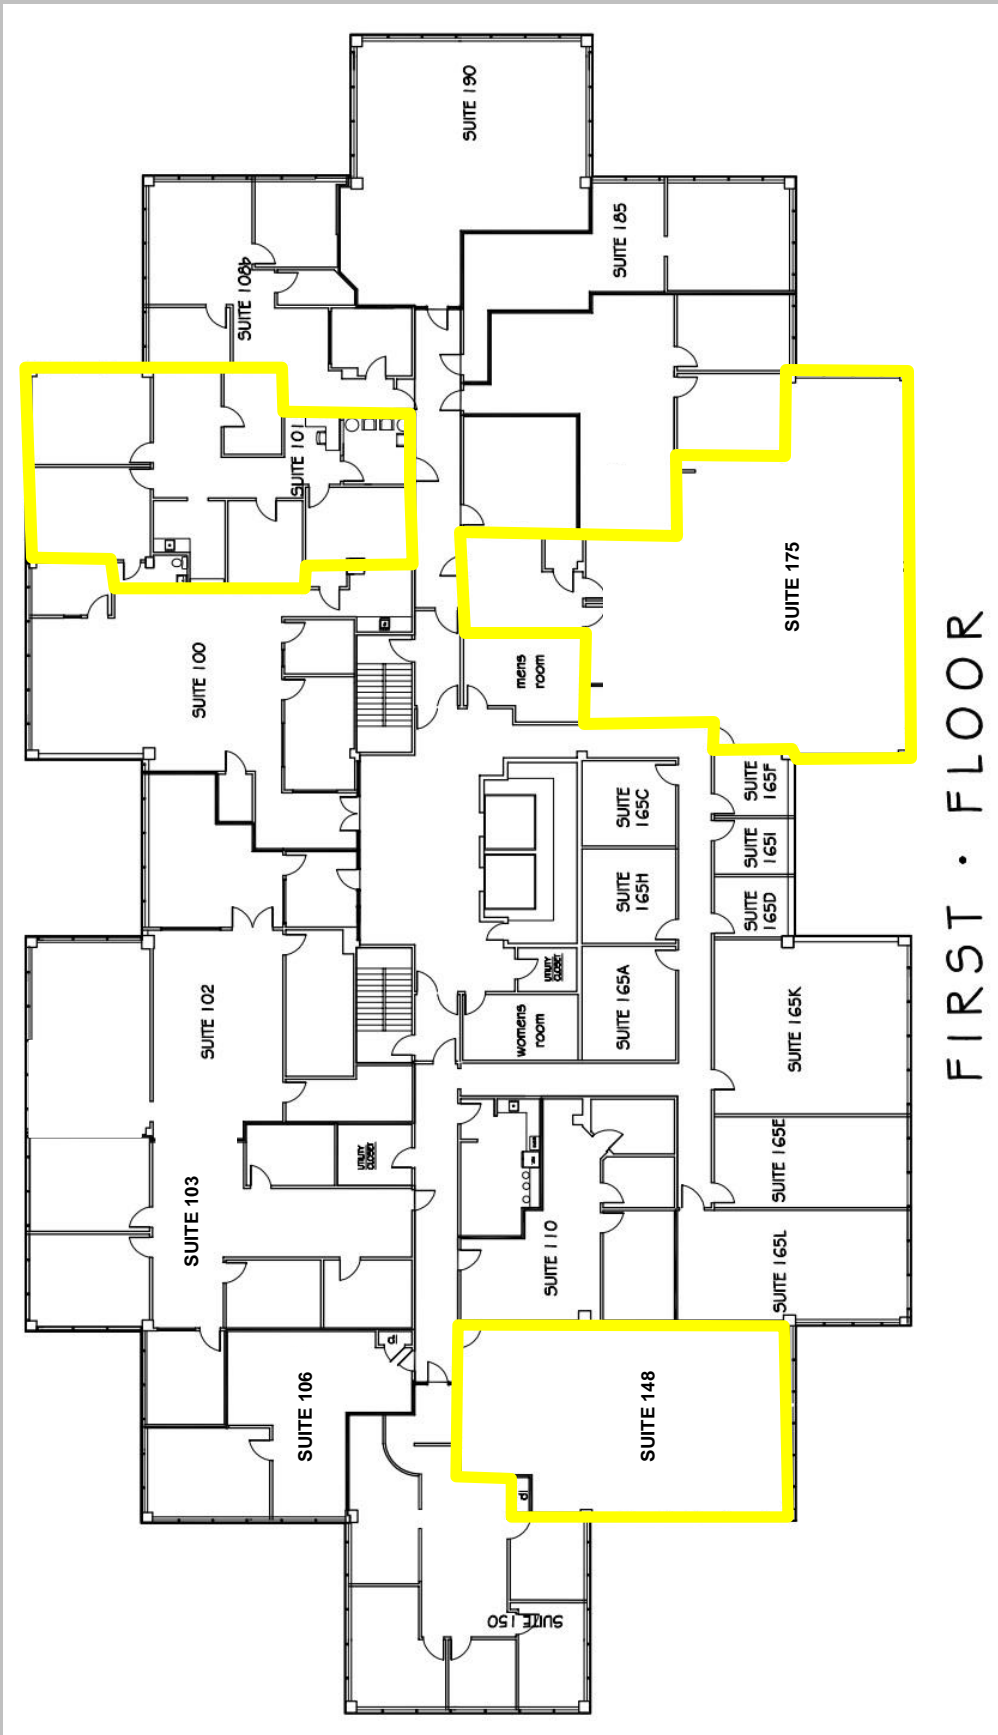 SUITE 190
SUITE 185
SUITE 108b
SUITE 101
SUITE 175
SUITE 100
mens
room
SUITE
165F
SUITE
165C
SUITE
165I
SUITE
165H
SUITE
165D
UTILITY
CLOSET
SUITE 165A
womens
room
SUITE 102
SUITE 165K
UTILITY
CLOSET
SUITE 165E
SUITE 103
SUITE 110
SUITE 165L
SUITE 106
SUITE 148
SUITE 150
FIRST · FLOOR